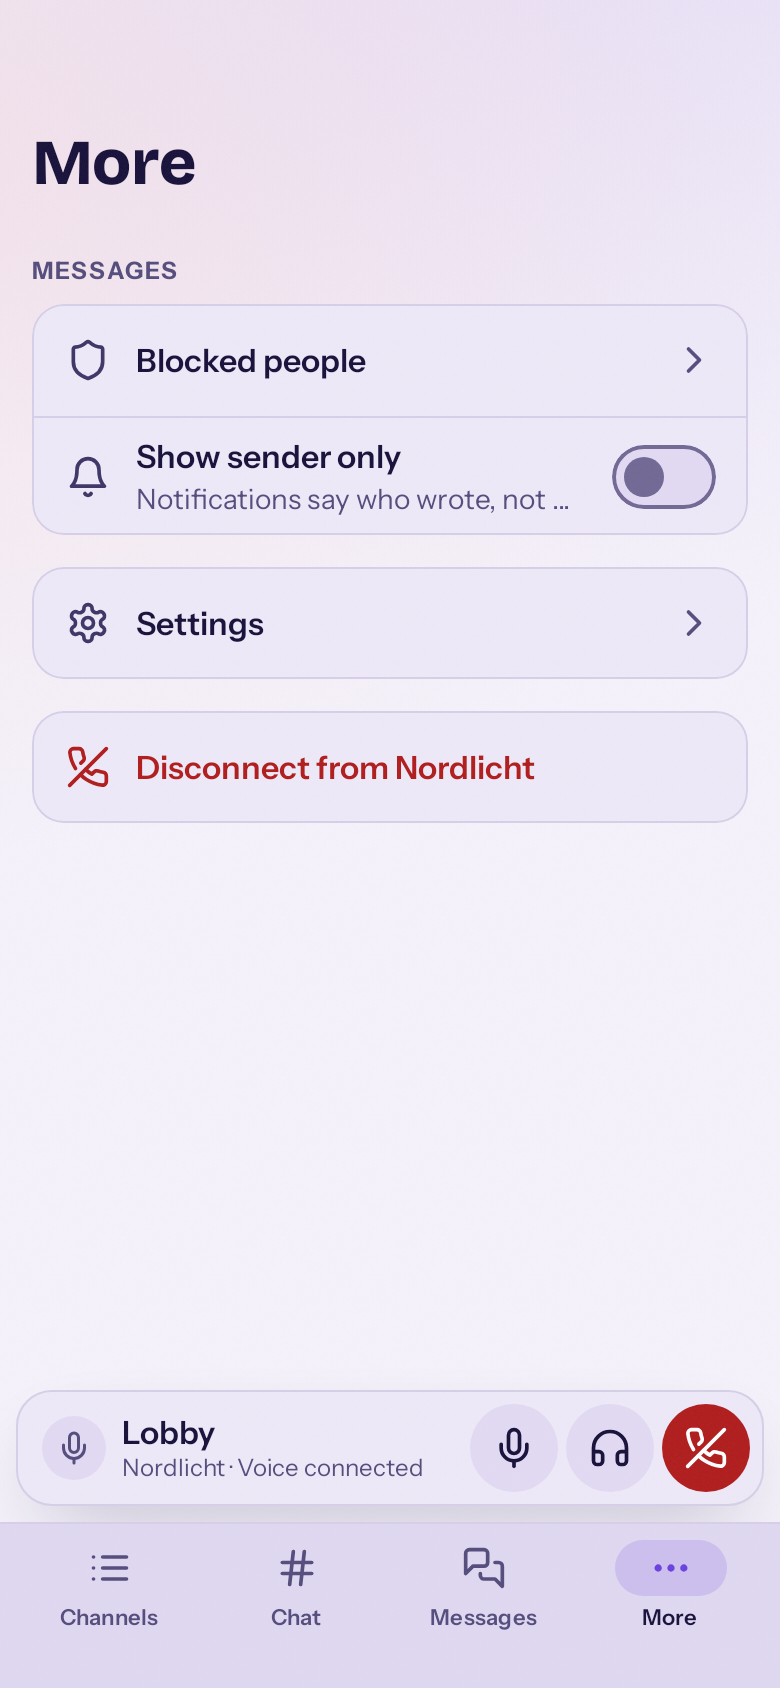 More
MESSAGES
Blocked people
Show sender only
Notifications say who wrote, not ...
Settings
Disconnect from Nordlicht
Lobby
Nordlicht · Voice connected
Channels
Chat
Messages
More